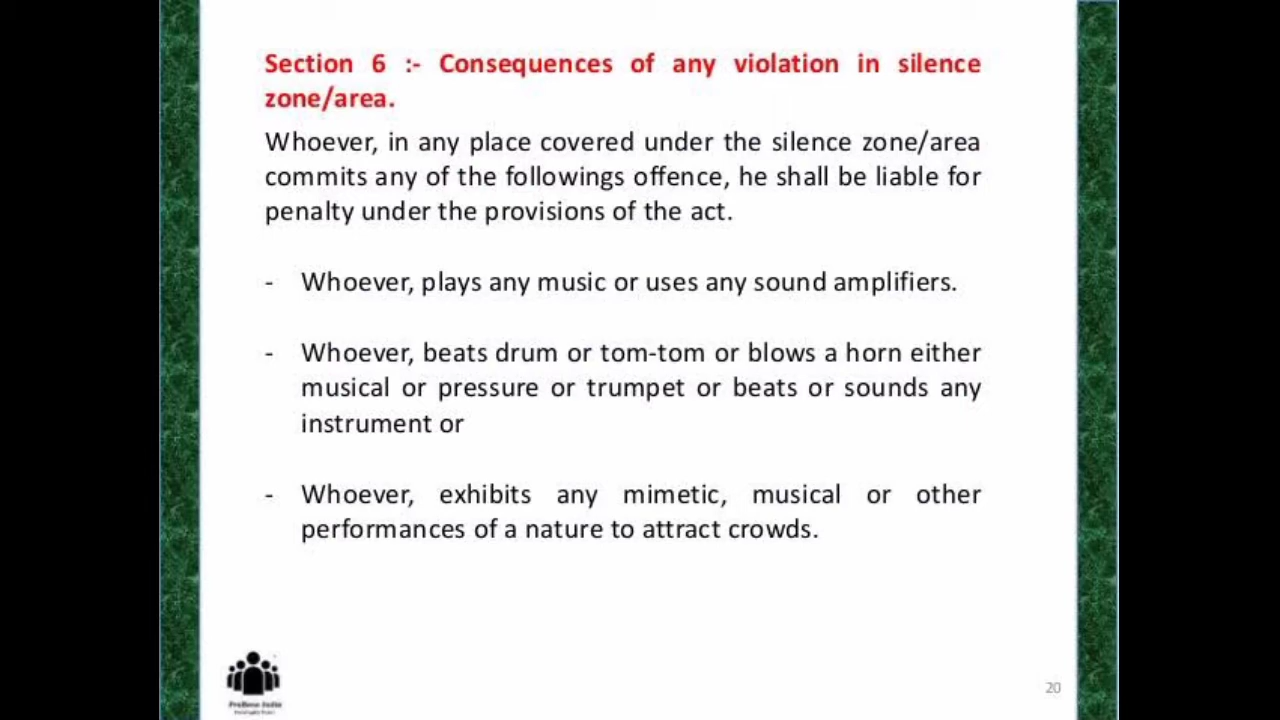 Section 6 :- Consequences of any violation in silence
zone/area.
Whoever, in any place covered under the silence zone/area
commits any of the followings offence, he shall be liable for
penalty under the provisions of the act.
- Whoever, plays any music or uses any sound amplifiers.
- Whoever, beats drum or tom-tom or blows a horn either
musical or pressure or trumpet or beats or sounds any
instrument or
- Whoever, exhibits any mimetic, musical or other
performances of a nature to attract crowds.
20